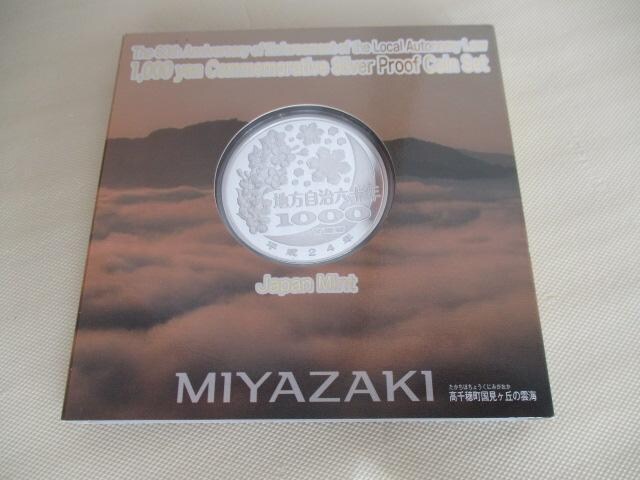 The 60th Anniversary of Enforcement of the Local Autonomy Law
1,000 yen Commemorative Silver Proof Coin Set
地方自治六十年
1000
平成24年
Japan Mint
MIYAZAKI
たかちほちょうくにみがおか
高千穂町国見ヶ丘の雲海